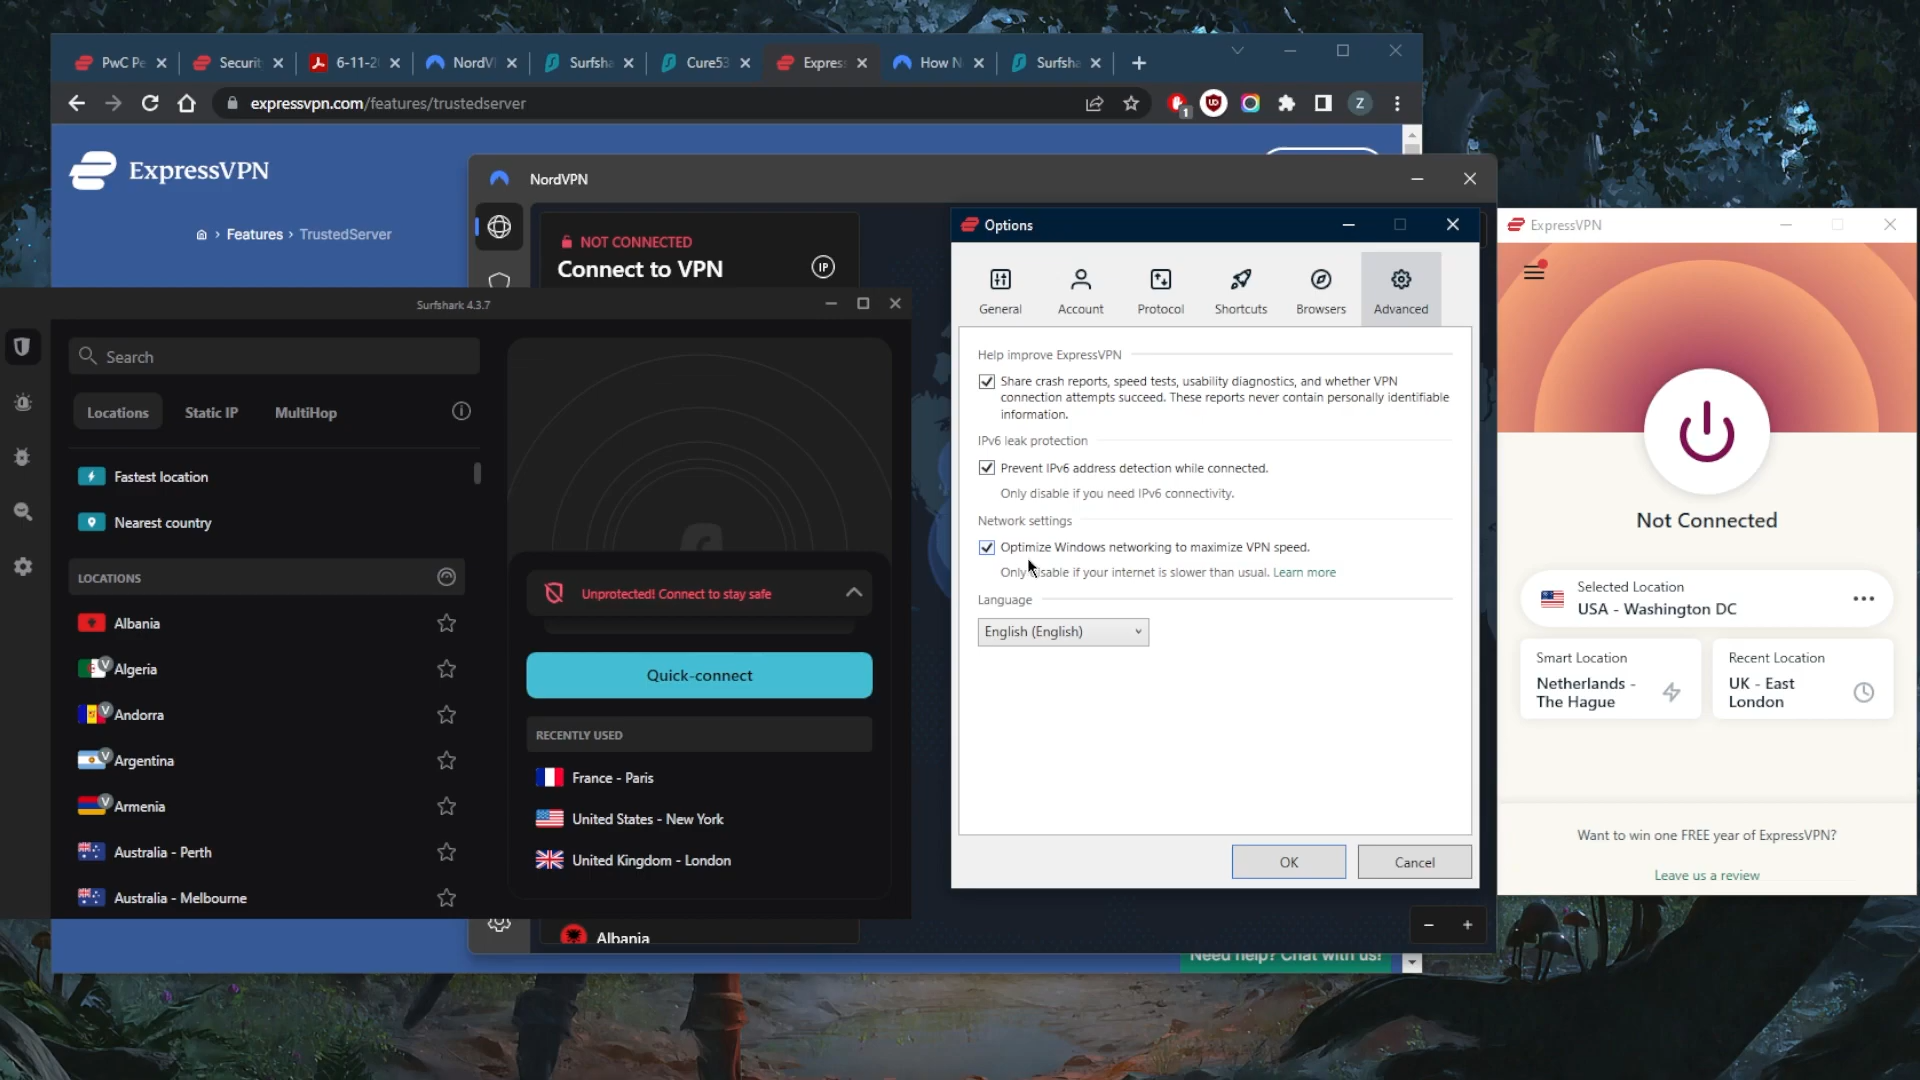 PwC Pe
Securit
6-11-2
NordVI
Surfsha
Cure53
Expres
How N
Surfsha
expressvpn.com/features/trustedserver
1
Z
ExpressVPN
Features
TrustedServer
NordVPN
NOT CONNECTED
Connect to VPN
IP
Surfshark 4.3.7
Search
Locations
Static IP
MultiHop
Fastest location
Nearest country
LOCATIONS
Albania
V Algeria
V Andorra
V Argentina
V Armenia
Australia - Perth
Australia - Melbourne
Unprotected! Connect to stay safe
Quick-connect
RECENTLY USED
France - Paris
United States - New York
United Kingdom - London
Albania
Need help? Chat with us!
Options
General
Account
Protocol
Shortcuts
Browsers
Advanced
Help improve ExpressVPN
Share crash reports, speed tests, usability diagnostics, and whether VPN
connection attempts succeed. These reports never contain personally identifiable
information.
IPv6 leak protection
Prevent IPv6 address detection while connected.
Only disable if you need IPv6 connectivity.
Network settings
Optimize Windows networking to maximize VPN speed.
Only disable if your internet is slower than usual. Learn more
Language
English (English)
OK
Cancel
ExpressVPN
Not Connected
Selected Location
USA - Washington DC
Smart Location
Netherlands -
The Hague
Recent Location
UK - East
London
Want to win one FREE year of ExpressVPN?
Leave us a review